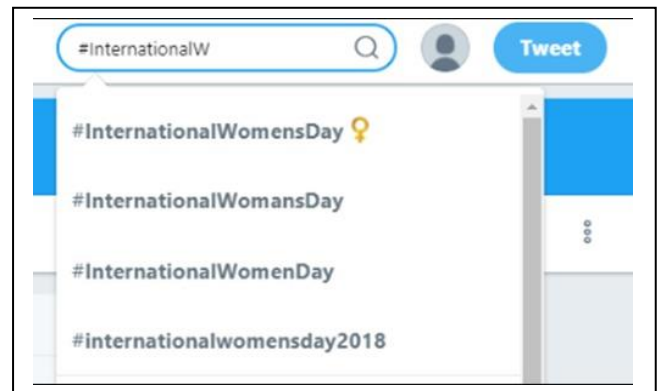 #InternationalW
Tweet
#InternationalWomensDay
#InternationalWomansDay
#InternationalWomenDay
#internationalwomensday2018